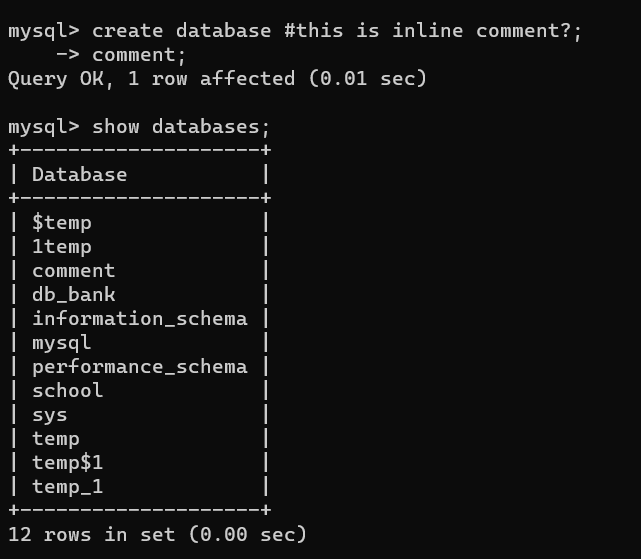 mysql> create database #this is inline comment?;
    -> comment;
Query OK, 1 row affected (0.01 sec)

mysql> show databases;
+--------------------+
| Database           |
+--------------------+
| $temp              |
| 1temp              |
| comment            |
| db_bank            |
| information_schema |
| mysql              |
| performance_schema |
| school             |
| sys                |
| temp               |
| temp$1             |
| temp_1             |
+--------------------+
12 rows in set (0.00 sec)